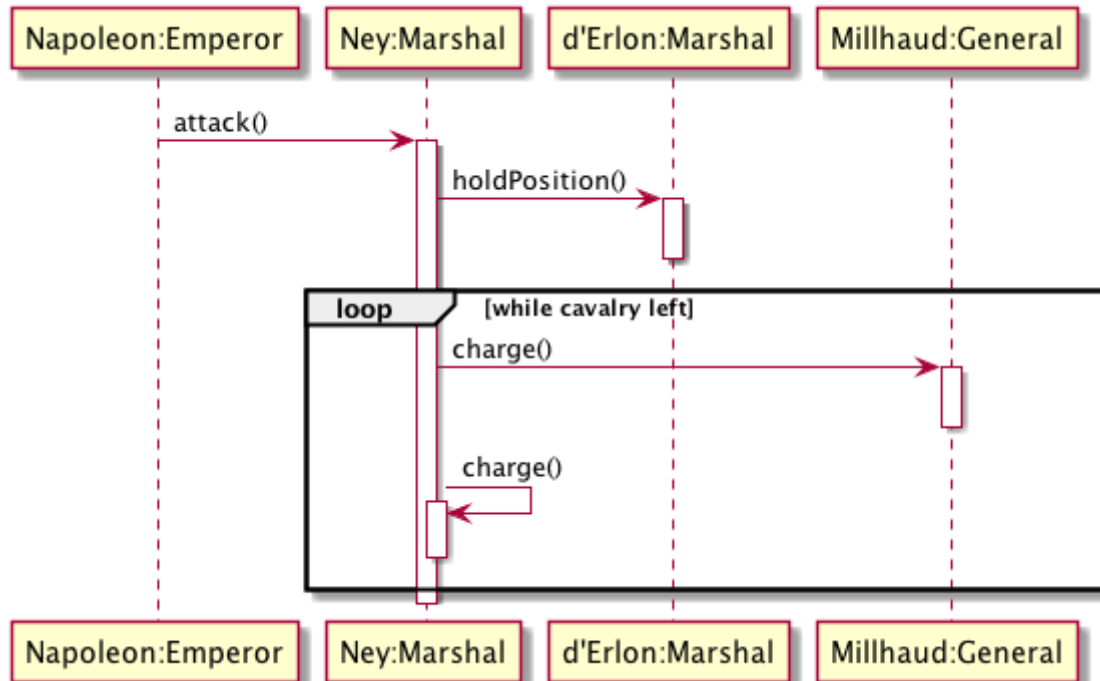 Napoleon:Emperor
Ney:Marshal
d'Erlon:Marshal
Millhaud:General
attack()
holdPosition()
loop
[while cavalry left]
charge()
charge()
Napoleon:Emperor
Ney:Marshal
d'Erlon:Marshal
Millhaud:General